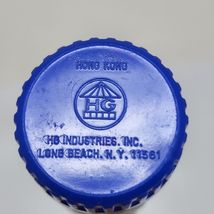 HONG KONG
HG
HG INDUSTRIES, INC.
LONG BEACH, N.Y. 11561